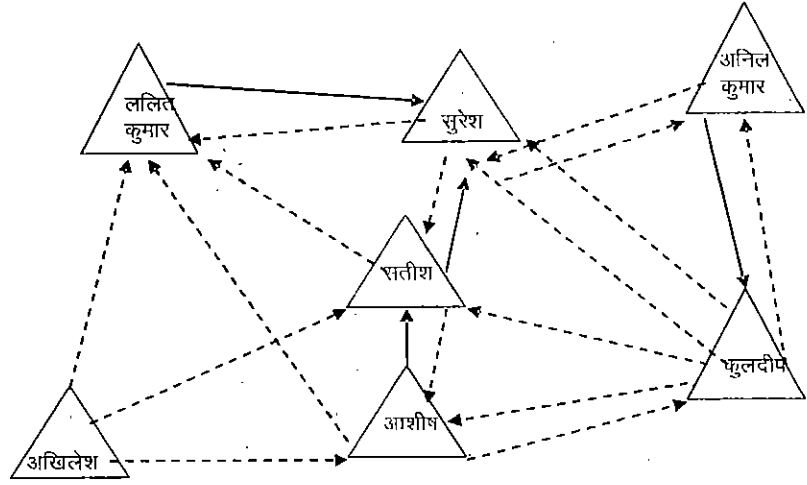 ललित
कुमार
सुरेश
अनिल
कुमार
सतीश
कुलदीप
आशीष
अखिलेश